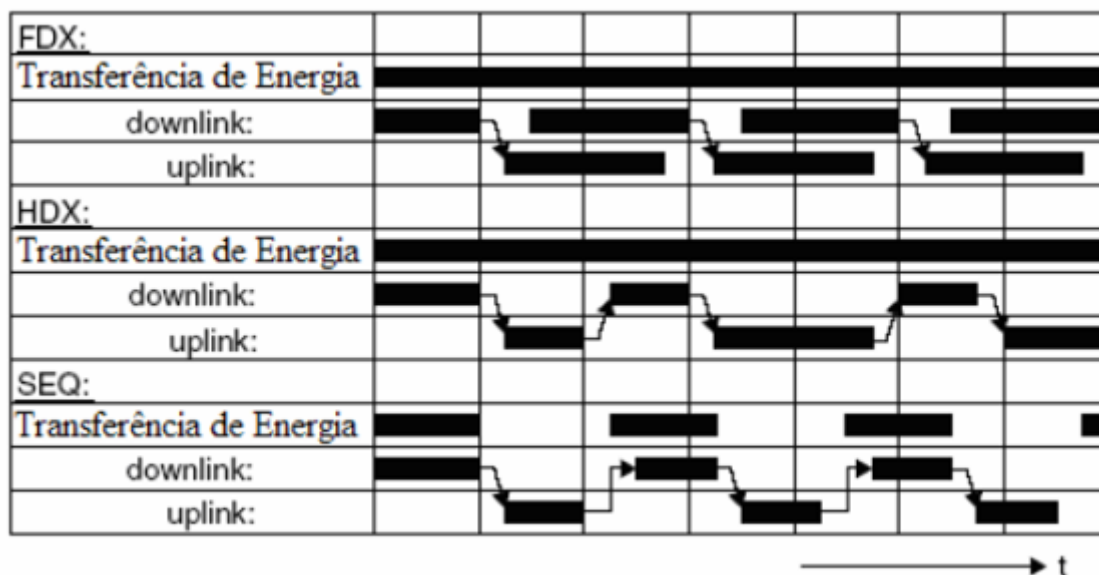 FDX:
Transferência de Energia
downlink:
uplink:
HDX:
Transferência de Energia
downlink:
uplink:
SEQ:
Transferência de Energia
downlink:
uplink:
t